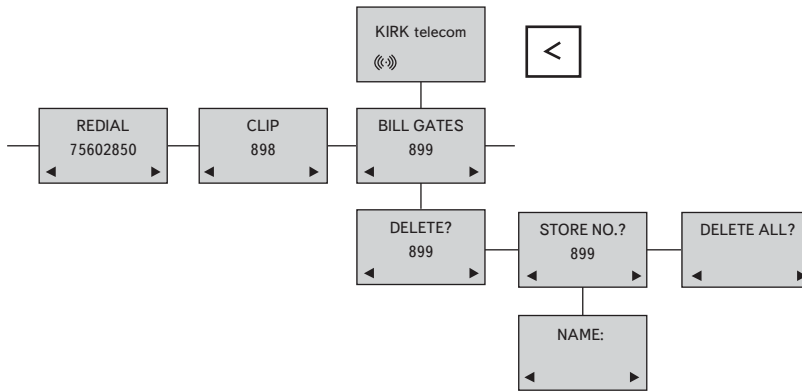 KIRK telecom
<
REDIAL
75602850
CLIP
898
BILL GATES
899
DELETE?
899
STORE NO.?
899
DELETE ALL?
NAME: